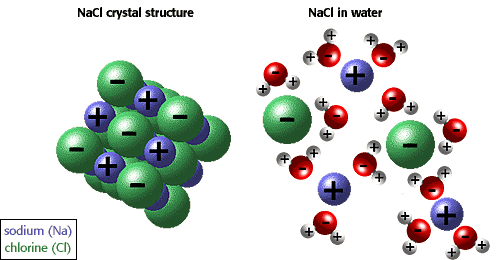 NaCl crystal structure
NaCl in water
sodium (Na)
chlorine (Cl)